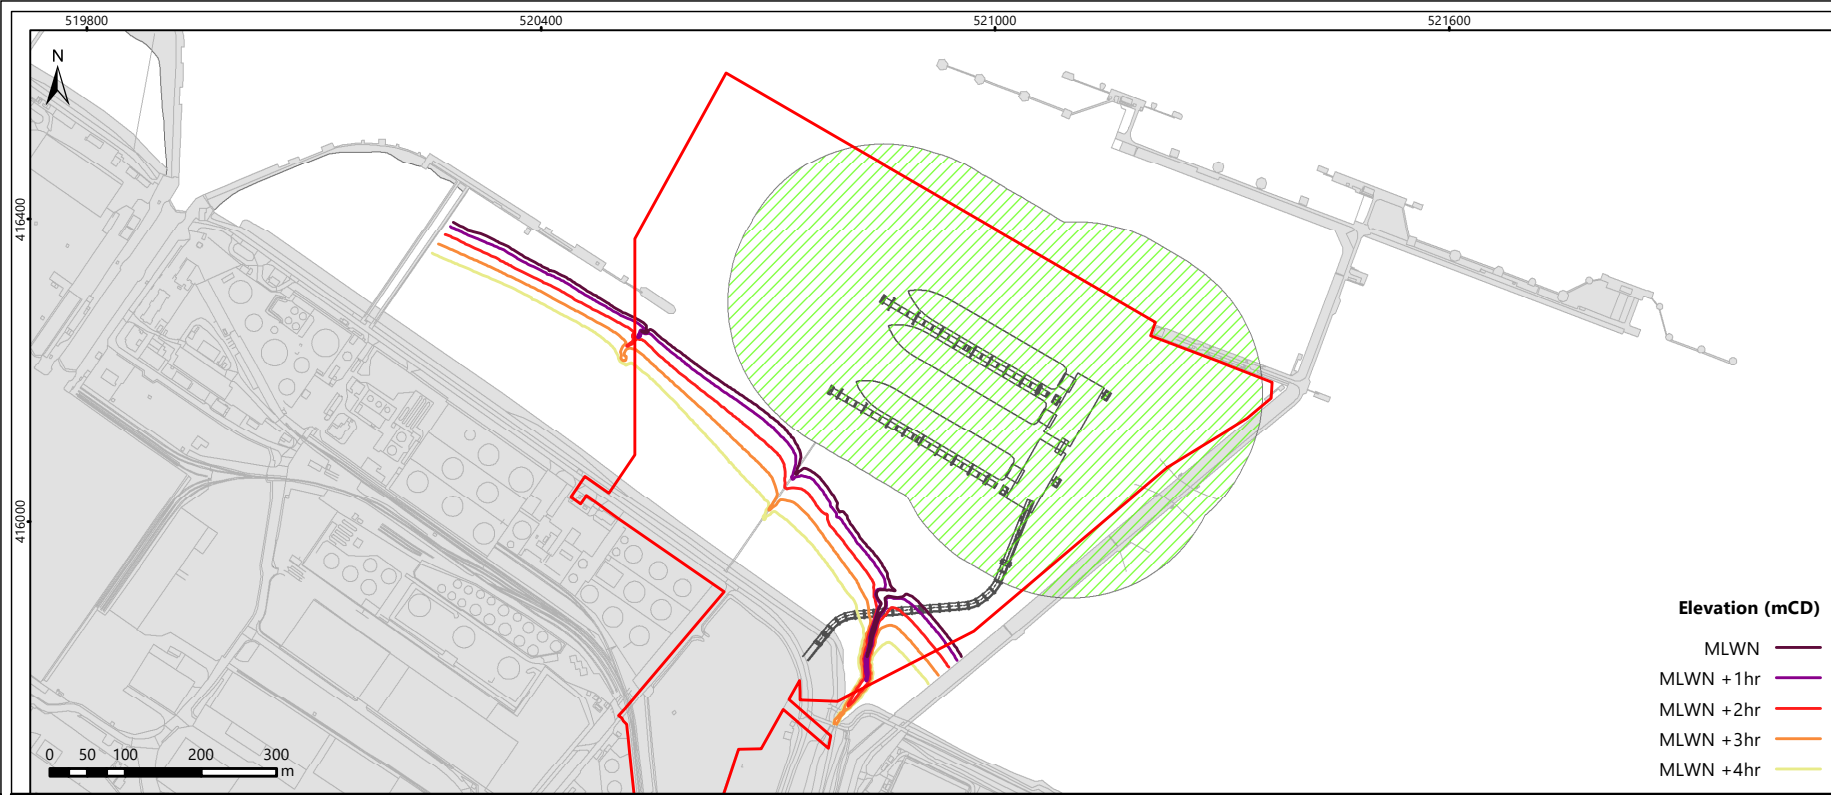 519800
520400
521000
521600
N
416400
416000
Elevation (mCD)
MLWN
MLWN +1hr
MLWN +2hr
MLWN +3hr
MLWN +4hr
0 50 100 200 300
m